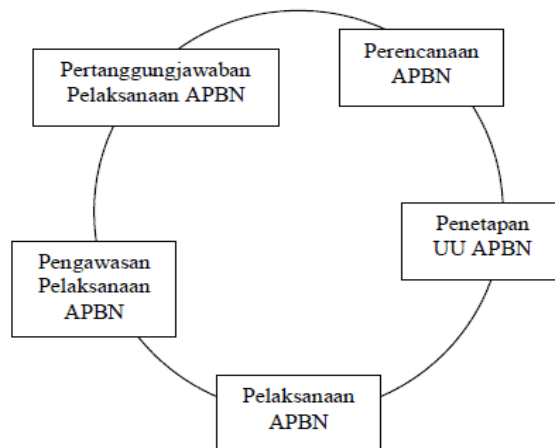 Perencanaan
APBN
Penetapan
UU APBN
Pelaksanaan
APBN
Pengawasan
Pelaksanaan
APBN
Pertanggungjawaban
Pelaksanaan APBN